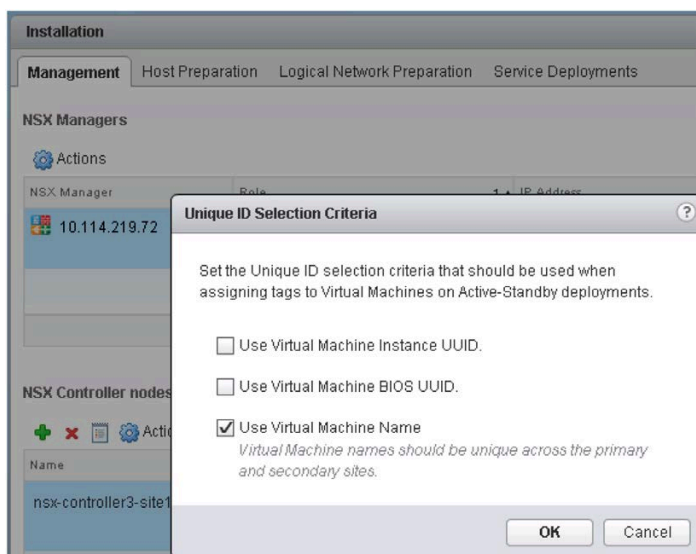 Installation
Management Host Preparation Logical Network Preparation Service Deployments
NSX Managers
Actions
NSX Manager Role 1 IP Address
10.114.219.72
Unique ID Selection Criteria ?
Set the Unique ID selection criteria that should be used when
assigning tags to Virtual Machines on Active-Standby deployments.
Use Virtual Machine Instance UUID.
Use Virtual Machine BIOS UUID.
NSX Controller nodes
Use Virtual Machine Name
Virtual Machine names should be unique across the primary
and secondary sites.
Name
nsx-controller3-site1
OK Cancel